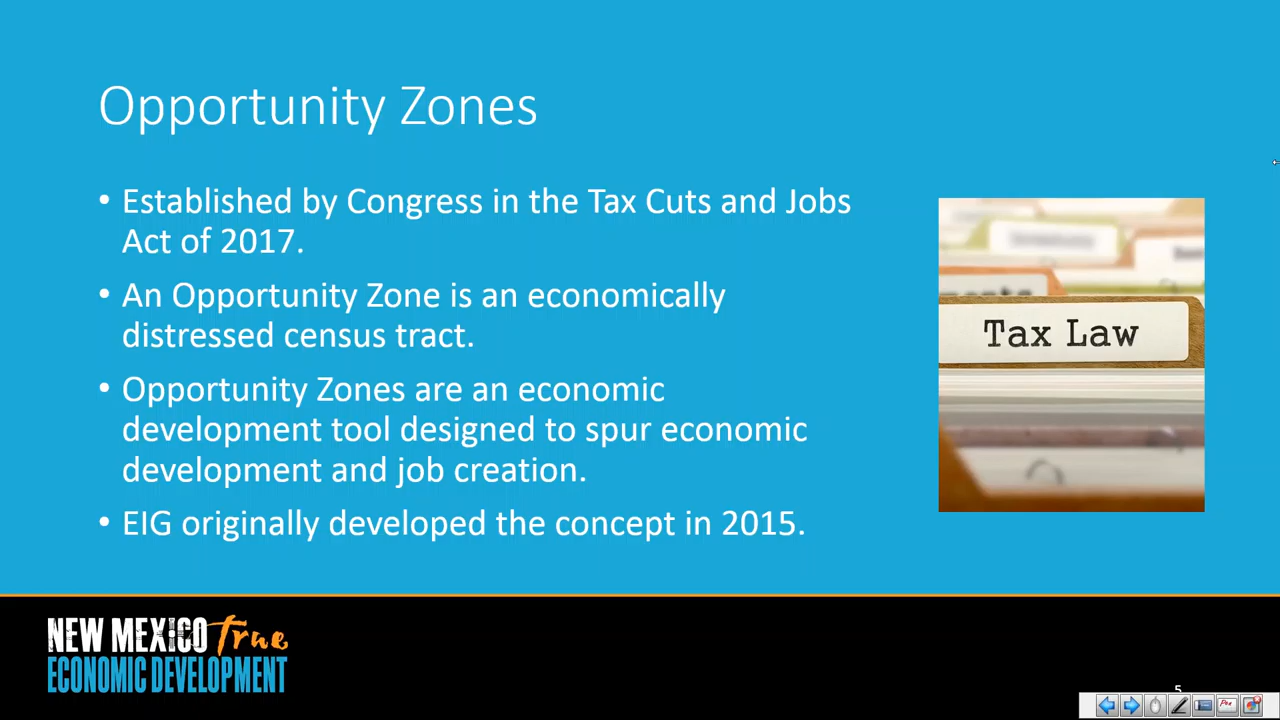 Opportunity Zones
• Established by Congress in the Tax Cuts and Jobs
Act of 2017.
• An Opportunity Zone is an economically
distressed census tract.
• Opportunity Zones are an economic
development tool designed to spur economic
development and job creation.
• EIG originally developed the concept in 2015.
Tax Law
NEW MEXICO True
ECONOMIC DEVELOPMENT
5